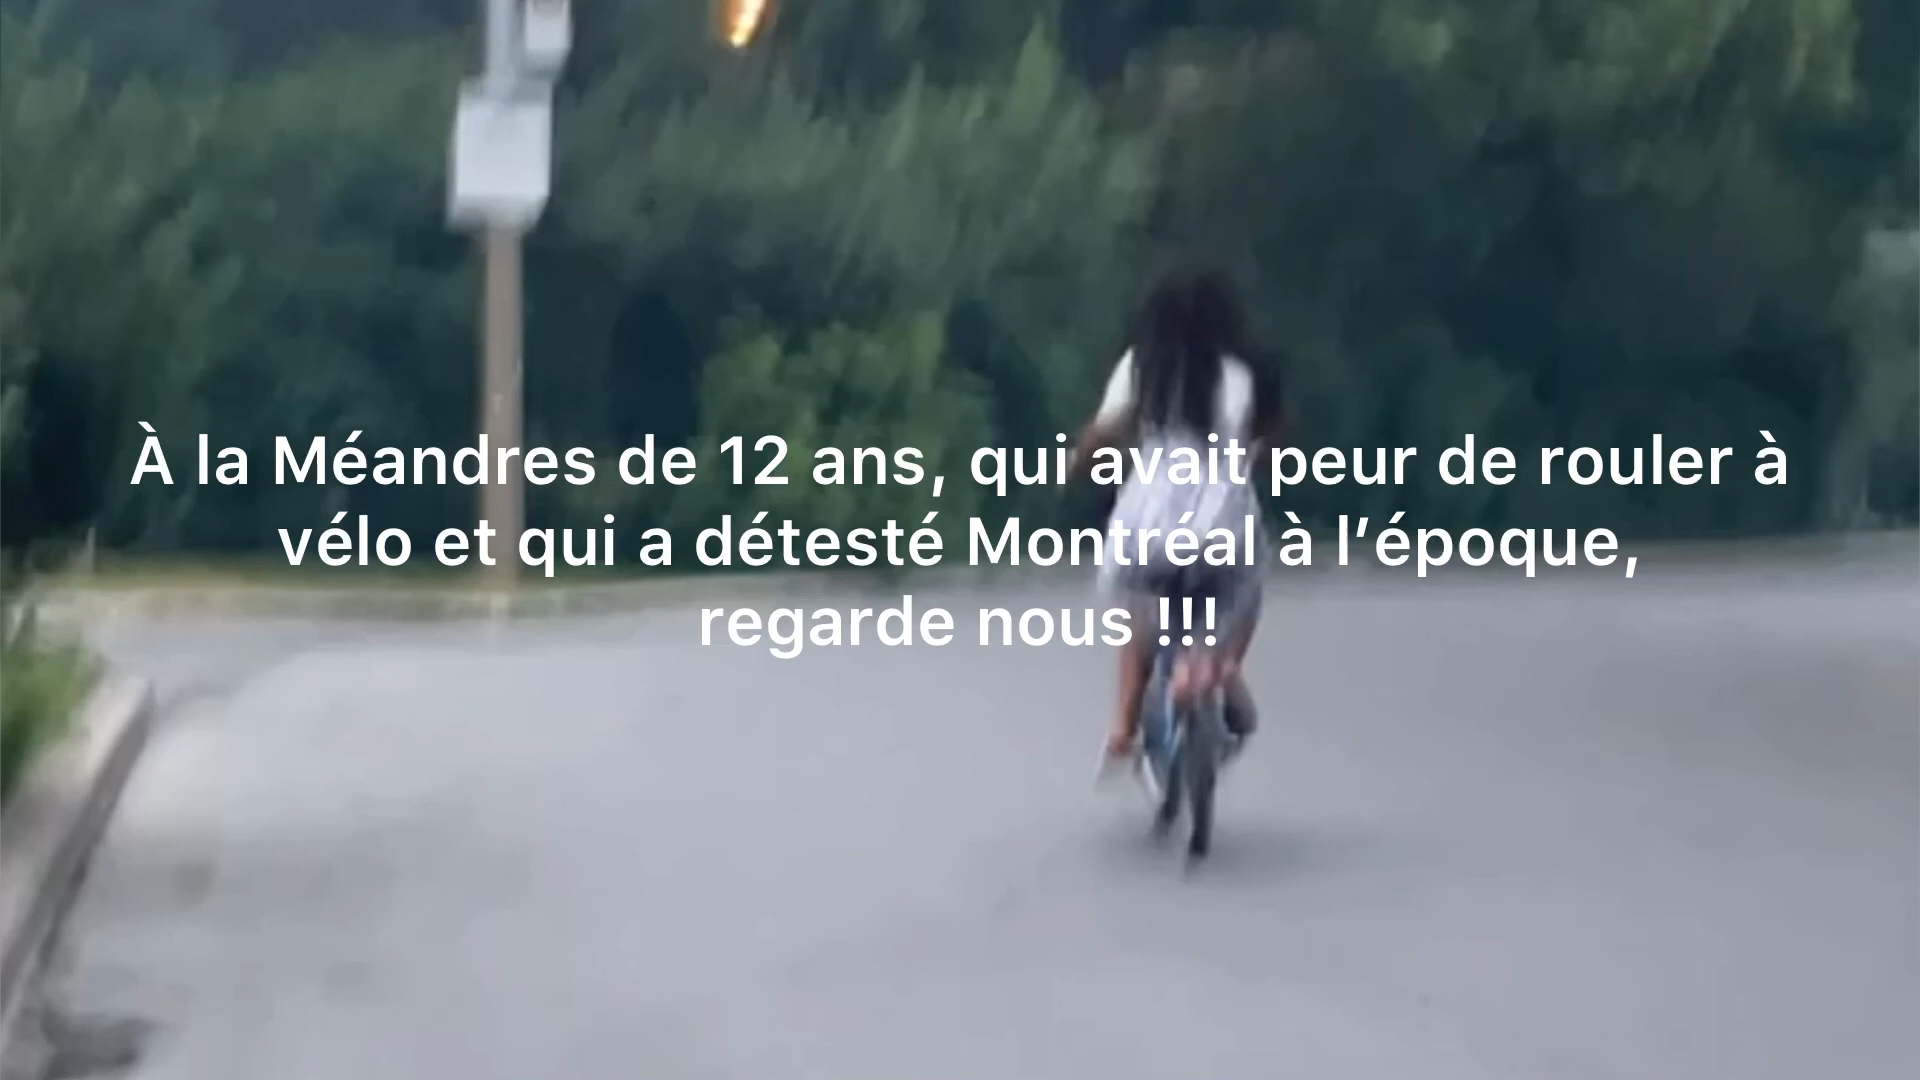 À la Méandres de 12 ans, qui avait peur de rouler à
vélo et qui a détesté Montréal à l’époque,
regarde nous !!!